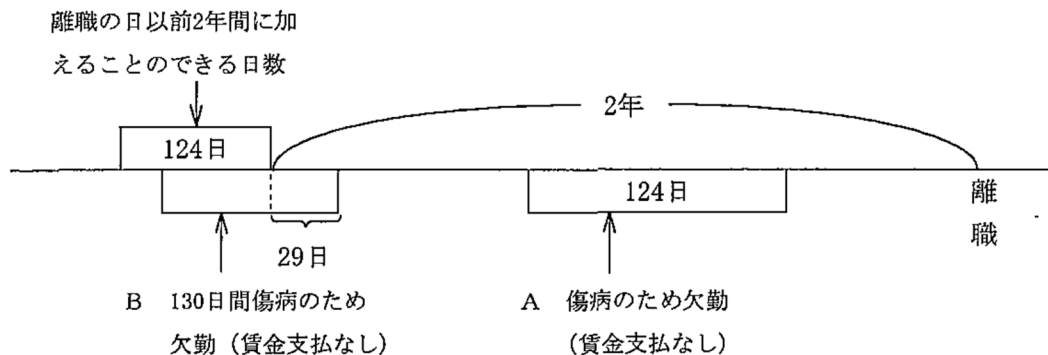 離職の日以前2年間に加
えることのできる日数
2年
124日
124日
離
職
29日
B 130日間傷病のため
欠勤(賃金支払なし)
A 傷病のため欠勤
(賃金支払なし)